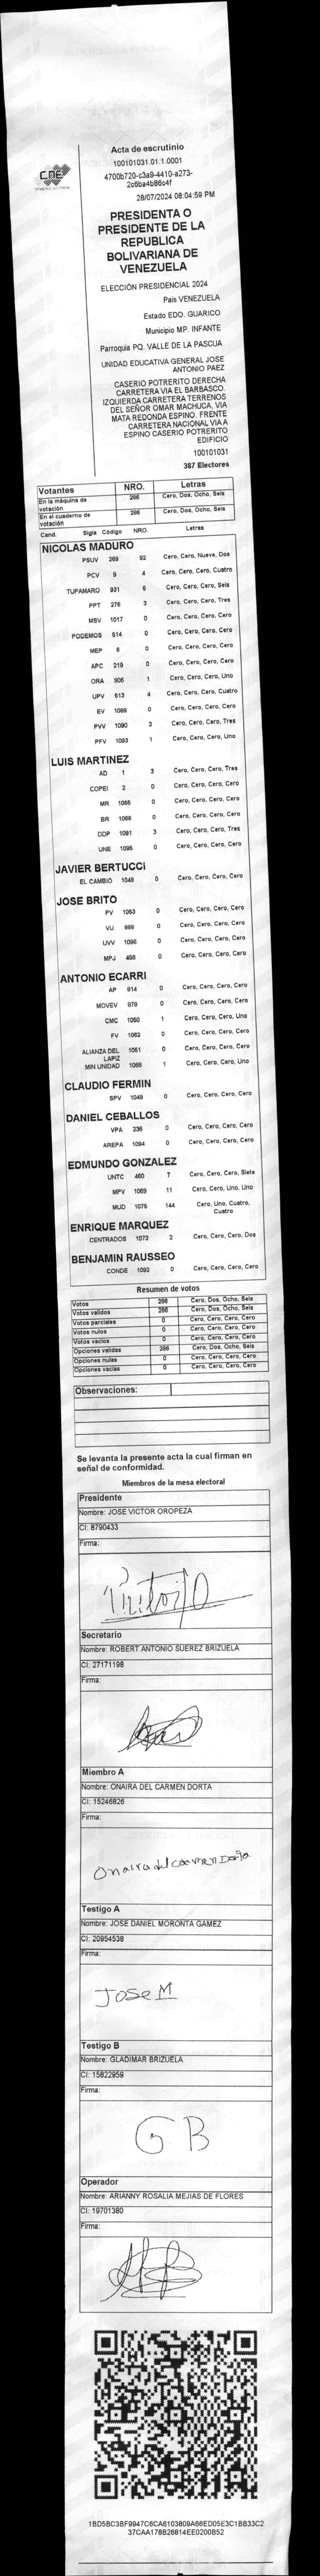 CNE
Acta de escrutinio
100101031.01.1.0001
4700b720-c3a9-4410-a273-
2c6ba4b86c4f
28/07/2024 08:04:59 PM
PRESIDENTA O
PRESIDENTE DE LA
REPUBLICA
BOLIVARIANA DE
VENEZUELA
ELECCIÓN PRESIDENCIAL 2024
País VENEZUELA
Estado EDO. GUARICO
Municipio MP. INFANTE
Parroquia PQ. VALLE DE LA PASCUA
UNIDAD EDUCATIVA GENERAL JOSE
ANTONIO PAEZ
CASERIO POTRERITO DERECHA
CARRETERA VIA EL BARBASCO.
IZQUIERDA CARRETERA TERRENOS
DEL SEÑOR OMAR MACHUCA, VIA
MATA REDONDA ESPINO. FRENTE
CARRETERA NACIONAL VIA A
ESPINO CASERIO POTRERITO
EDIFICIO
100101031
387 Electores
Votantes NRO. Letras
En la máquina de votación 286 Cero, Dos, Ocho, Seis
En el cuaderno de votación 286 Cero, Dos, Ocho, Seis
Cand. Sigla Código NRO. Letras
NICOLAS MADURO
PSUV 269 92 Cero, Cero, Nueve, Dos
PCV 9 4 Cero, Cero, Cero, Cuatro
TUPAMARO 931 6 Cero, Cero, Cero, Seis
PPT 276 3 Cero, Cero, Cero, Tres
MSV 1017 0 Cero, Cero, Cero, Cero
PODEMOS 514 0 Cero, Cero, Cero, Cero
MEP 6 0 Cero, Cero, Cero, Cero
APC 219 0 Cero, Cero, Cero, Cero
ORA 906 1 Cero, Cero, Cero, Uno
UPV 513 4 Cero, Cero, Cero, Cuatro
EV 1089 0 Cero, Cero, Cero, Cero
PVV 1090 3 Cero, Cero, Cero, Tres
PFV 1093 1 Cero, Cero, Cero, Uno
LUIS MARTINEZ
AD 1 3 Cero, Cero, Cero, Tres
COPEI 2 0 Cero, Cero, Cero, Cero
MR 1065 0 Cero, Cero, Cero, Cero
BR 1066 0 Cero, Cero, Cero, Cero
DDP 1091 3 Cero, Cero, Cero, Tres
UNE 1095 0 Cero, Cero, Cero, Cero
JAVIER BERTUCCI
EL CAMBIO 1048 0 Cero, Cero, Cero, Cero
JOSE BRITO
PV 1053 0 Cero, Cero, Cero, Cero
VU 868 0 Cero, Cero, Cero, Cero
UVV 1096 0 Cero, Cero, Cero, Cero
MPJ 458 0 Cero, Cero, Cero, Cero
ANTONIO ECARRI
AP 914 0 Cero, Cero, Cero, Cero
MOVEV 979 0 Cero, Cero, Cero, Cero
CMC 1050 1 Cero, Cero, Cero, Uno
FV 1062 0 Cero, Cero, Cero, Cero
ALIANZA DEL LAPIZ 1051 0 Cero, Cero, Cero, Cero
MIN UNIDAD 1068 1 Cero, Cero, Cero, Uno
CLAUDIO FERMIN
SPV 1049 0 Cero, Cero, Cero, Cero
DANIEL CEBALLOS
VPA 236 0 Cero, Cero, Cero, Cero
AREPA 1094 0 Cero, Cero, Cero, Cero
EDMUNDO GONZALEZ
UNTC 460 7 Cero, Cero, Cero, Siete
MPV 1069 11 Cero, Cero, Uno, Uno
MUD 1076 144 Cero, Uno, Cuatro, Cuatro
ENRIQUE MARQUEZ
CENTRADOS 1073 2 Cero, Cero, Cero, Dos
BENJAMIN RAUSSEO
CONDE 1092 0 Cero, Cero, Cero, Cero
Resumen de votos
Votos 286 Cero, Dos, Ocho, Seis
Votos validos 286 Cero, Dos, Ocho, Seis
Votos parciales 0 Cero, Cero, Cero, Cero
Votos nulos 0 Cero, Cero, Cero, Cero
Votos vacios 0 Cero, Cero, Cero, Cero
Opciones validas 286 Cero, Dos, Ocho, Seis
Opciones nulas 0 Cero, Cero, Cero, Cero
Opciones vacias 0 Cero, Cero, Cero, Cero
Observaciones:
Se levanta la presente acta la cual firman en
señal de conformidad.
Miembros de la mesa electoral
Presidente
Nombre: JOSE VICTOR OROPEZA
CI: 8790433
Firma:
Secretario
Nombre: ROBERT ANTONIO SUEREZ BRIZUELA
CI: 27171198
Firma:
Miembro A
Nombre: ONAIRA DEL CARMEN DORTA
CI: 15246826
Firma:
Onaira del carmen Dorta
Testigo A
Nombre: JOSE DANIEL MORONTA GAMEZ
CI: 20954538
Firma:
Jose M
Testigo B
Nombre: GLADIMAR BRIZUELA
CI: 15822959
Firma:
G B
Operador
Nombre: ARIANNY ROSALIA MEJIAS DE FLORES
CI: 19701380
Firma:
1BD5BC3BF9947C6CA6103809A66ED05E3C1BB33C2
37CAA178B26814EE0200B52